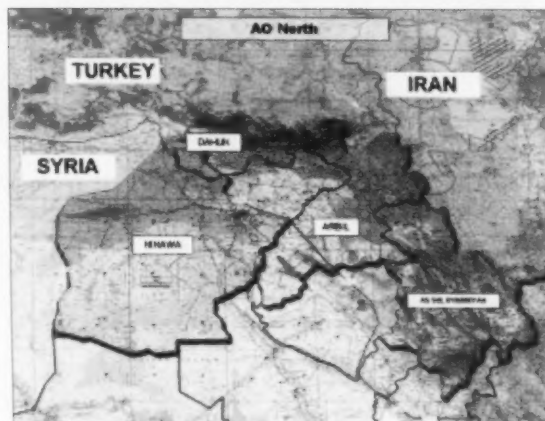 AO North
TURKEY
IRAN
DAHUK
SYRIA
ARBIL
NINAWA
AS SULAYMANIYAH